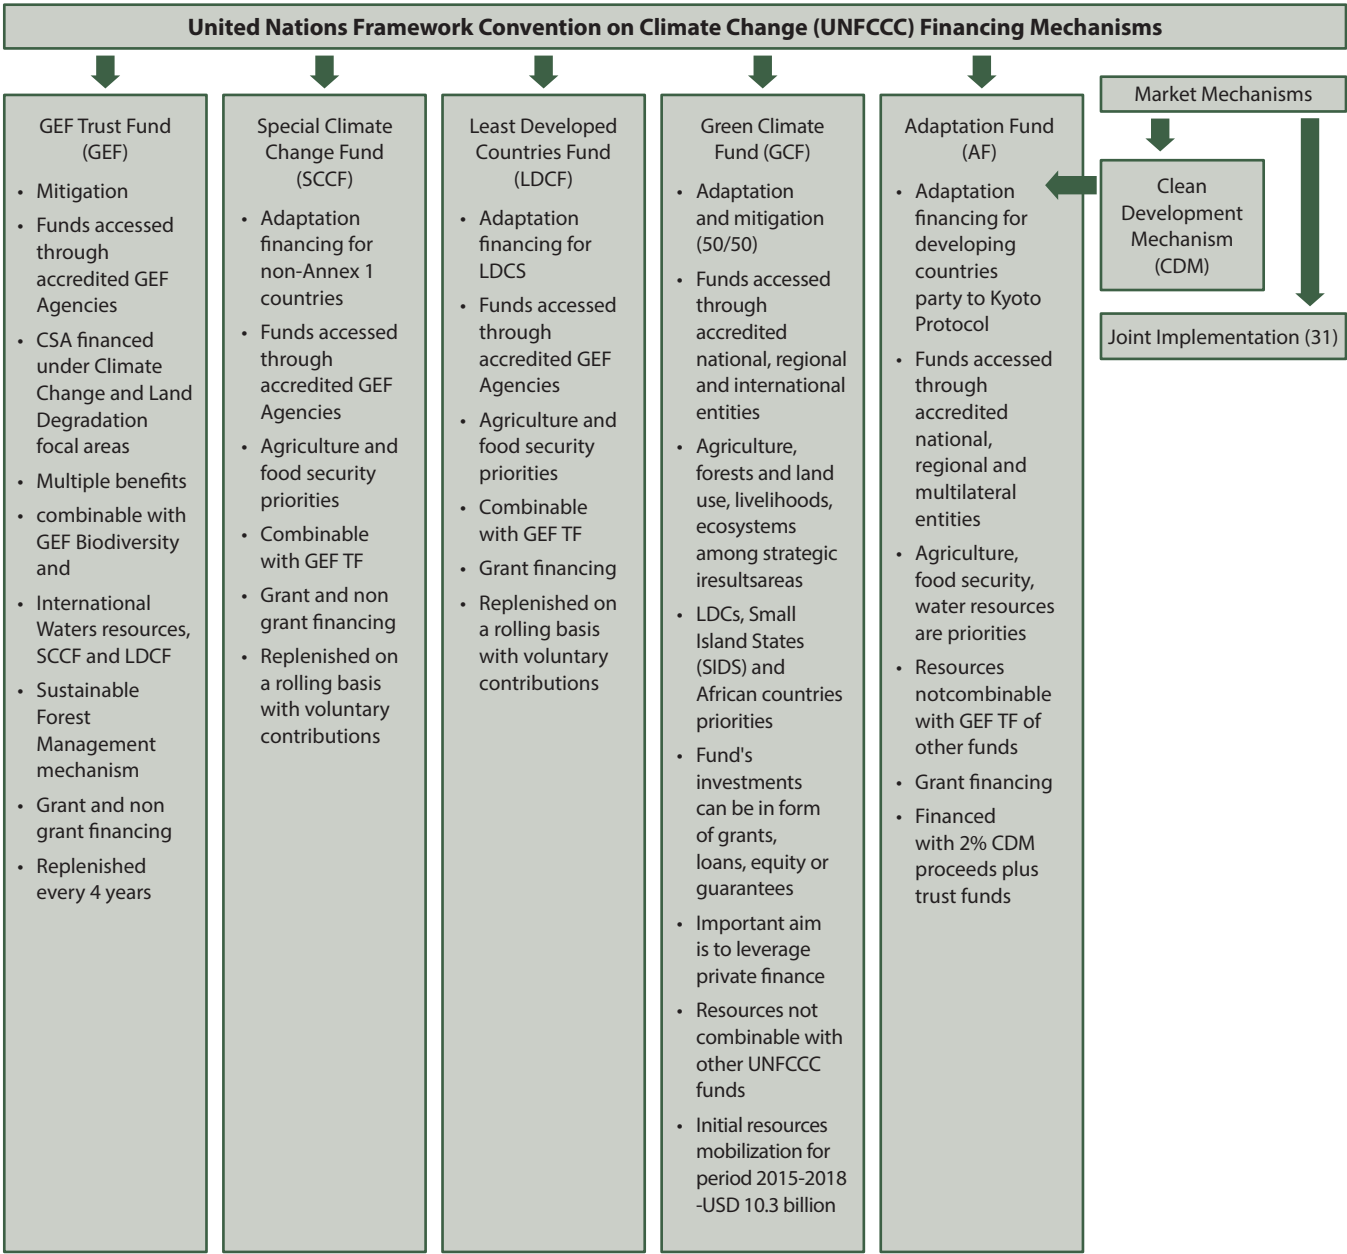 United Nations Framework Convention on Climate Change (UNFCCC) Financing Mechanisms
GEF Trust Fund
(GEF)
• Mitigation
• Funds accessed
through
accredited GEF
Agencies
• CSA financed
under Climate
Change and Land
Degradation
focal areas
• Multiple benefits
• combinable with
GEF Biodiversity
and
• International
Waters resources,
SCCF and LDCF
• Sustainable
Forest
Management
mechanism
• Grant and non
grant financing
• Replenished
every 4 years
Special Climate
Change Fund
(SCCF)
• Adaptation
financing for
non-Annex 1
countries
• Funds accessed
through
accredited GEF
Agencies
• Agriculture and
food security
priorities
• Combinable
with GEF TF
• Grant and non
grant financing
• Replenished on
a rolling basis
with voluntary
contributions
Least Developed
Countries Fund
(LDCF)
• Adaptation
financing for
LDCS
• Funds accessed
through
accredited GEF
Agencies
• Agriculture and
food security
priorities
• Combinable
with GEF TF
• Grant financing
• Replenished on
a rolling basis
with voluntary
contributions
Green Climate
Fund (GCF)
• Adaptation
and mitigation
(50/50)
• Funds accessed
through
accredited
national, regional
and international
entities
• Agriculture,
forests and land
use, livelihoods,
ecosystems
among strategic
iresultsareas
• LDCs, Small
Island States
(SIDS) and
African countries
priorities
• Fund's
investments
can be in form
of grants,
loans, equity or
guarantees
• Important aim
is to leverage
private finance
• Resources not
combinable with
other UNFCCC
funds
• Initial resources
mobilization for
period 2015-2018
-USD 10.3 billion
Adaptation Fund
(AF)
• Adaptation
financing for
developing
countries
party to Kyoto
Protocol
• Funds accessed
through
accredited
national,
regional and
multilateral
entities
• Agriculture,
food security,
water resources
are priorities
• Resources
notcombinable
with GEF TF of
other funds
• Grant financing
• Financed
with 2% CDM
proceeds plus
trust funds
Market Mechanisms
Clean
Development
Mechanism
(CDM)
Joint Implementation (31)